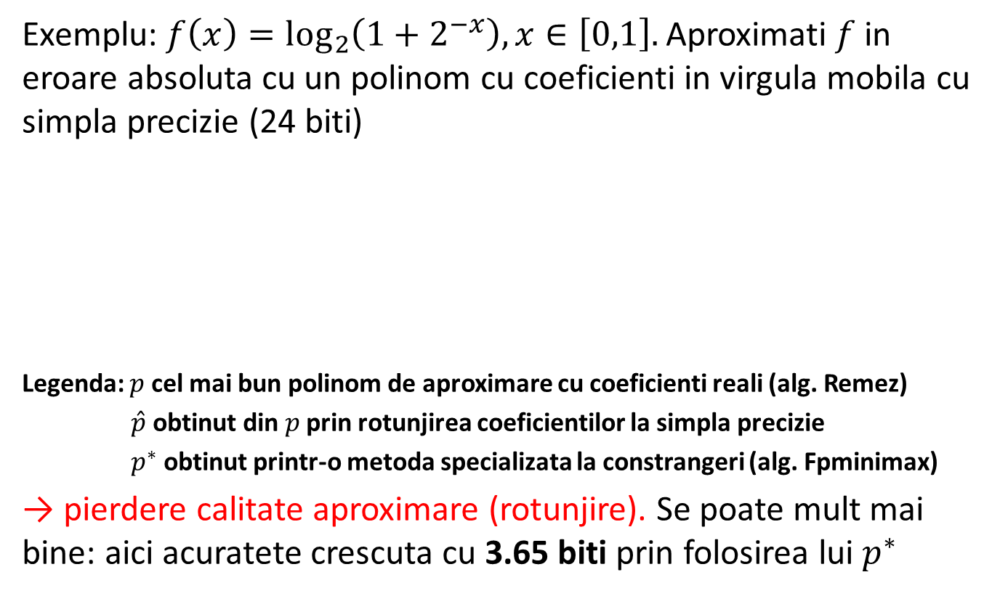 Exemplu: f(x) = log₂(1 + 2⁻ˣ), x ∈ [0,1]. Aproximati f in
eroare absoluta cu un polinom cu coeficienti in virgula mobila cu
simpla precizie (24 biti)
Legenda: p cel mai bun polinom de aproximare cu coeficienti reali (alg. Remez)
p̂ obtinut din p prin rotunjirea coeficientilor la simpla precizie
p* obtinut printr-o metoda specializata la constrangeri (alg. Fpminimax)
→ pierdere calitate aproximare (rotunjire). Se poate mult mai
bine: aici acuratete crescuta cu 3.65 biti prin folosirea lui p*